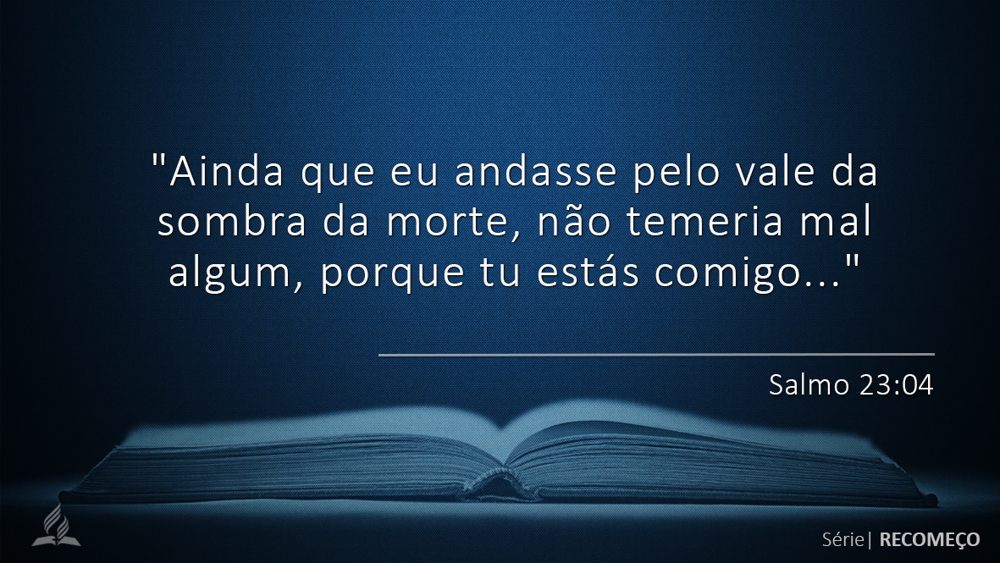 "Ainda que eu andasse pelo vale da
sombra da morte, não temeria mal
algum, porque tu estás comigo..."
Salmo 23:04
Série| RECOMEÇO